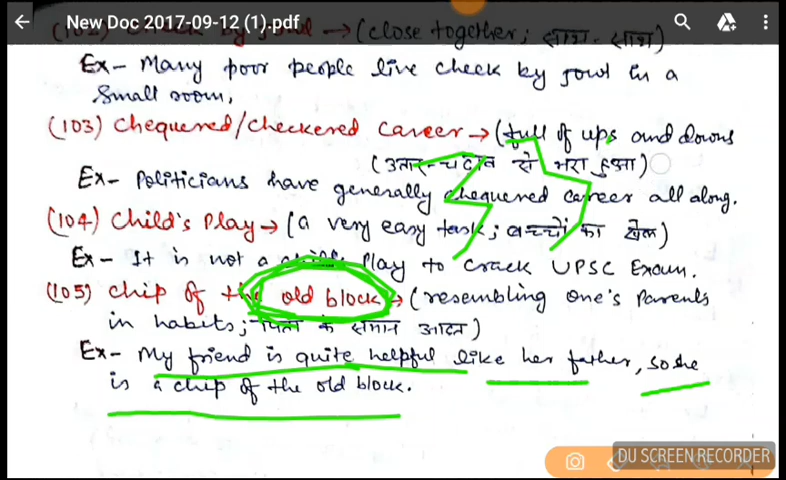 New Doc 2017-09-12 (1).pdf
(close together; साथ-साथ)
Ex- Many poor people live cheek by jowl in a
small room.
(103) Chequered/checkered career→ (full of ups and downs
(उतार-चढ़ाव से भरा हुआ)
Ex- Politicians have generally chequered career all along.
(104) Child's Play→ (a very easy task; बच्चों का खेल)
Ex- It is not a child's Play to crack UPSC Exam.
(105) Chip of the old block→ (resembling one's parents
in habits; पिता के समान आदत)
Ex- My friend is quite helpful like her father, so she
is a chip of the old block.
DU SCREEN RECORDER